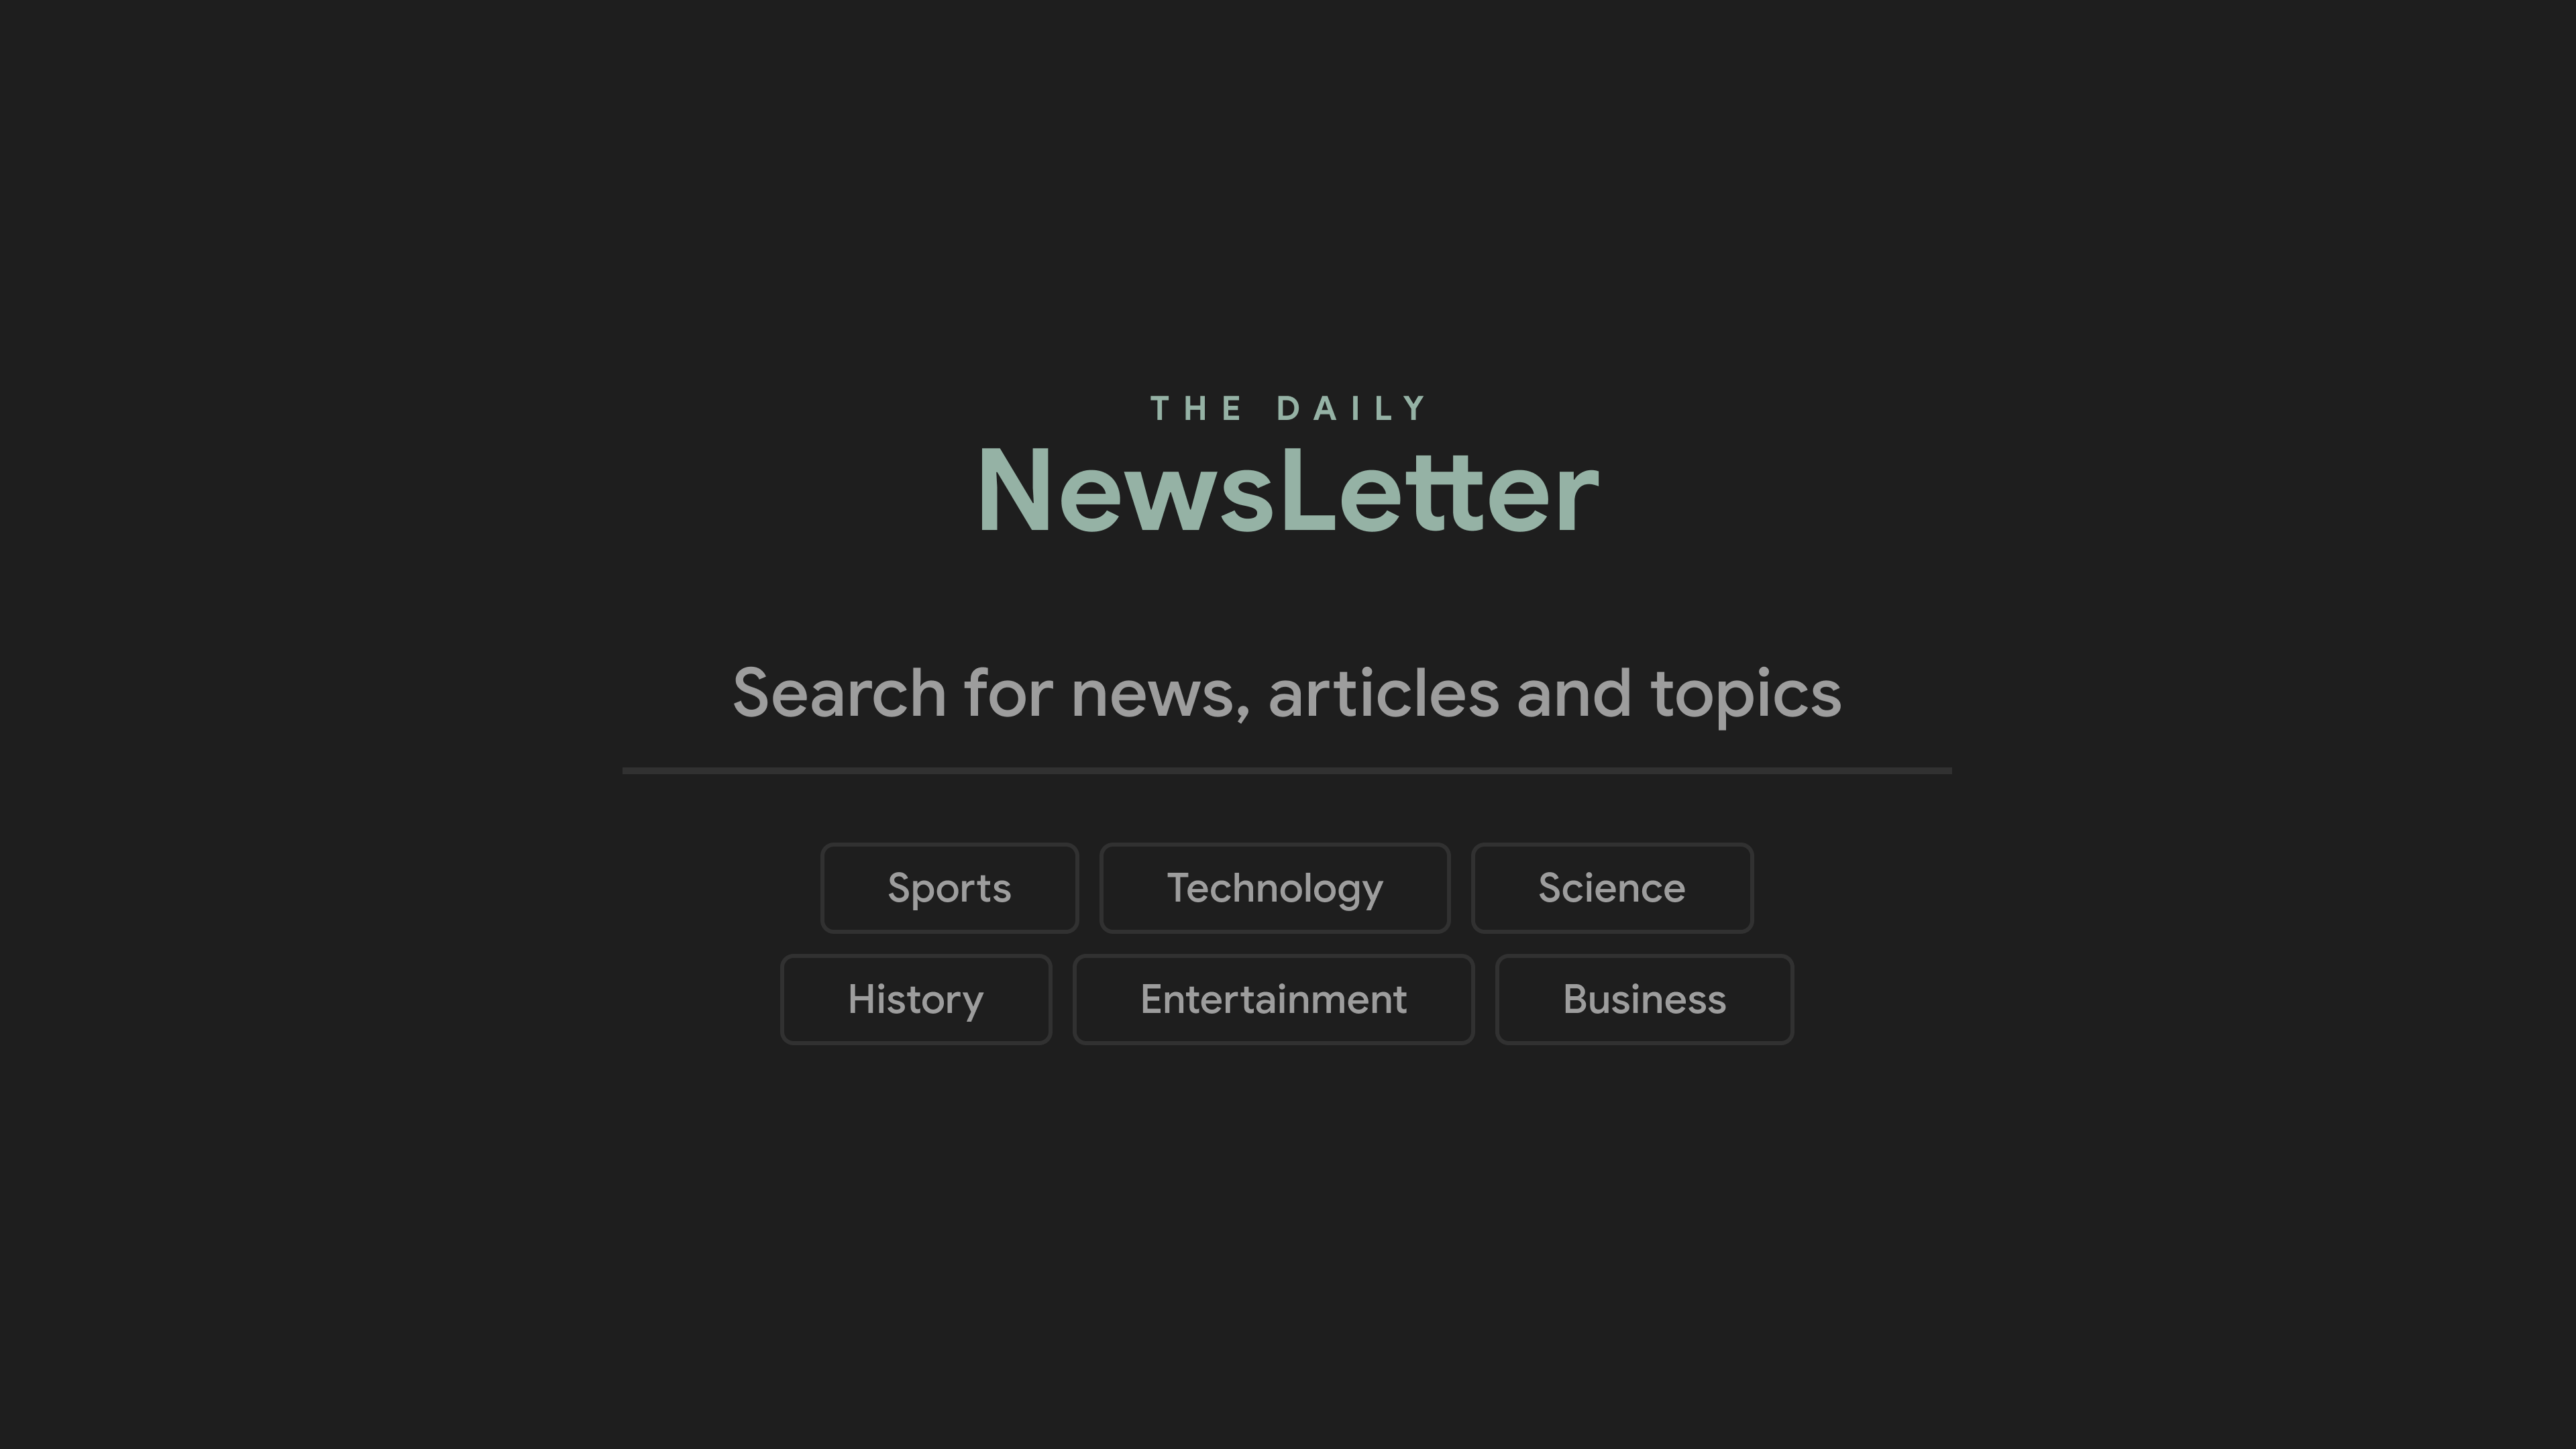 THE DAILY
NewsLetter
Search for news, articles and topics
Sports Technology Science
History Entertainment Business